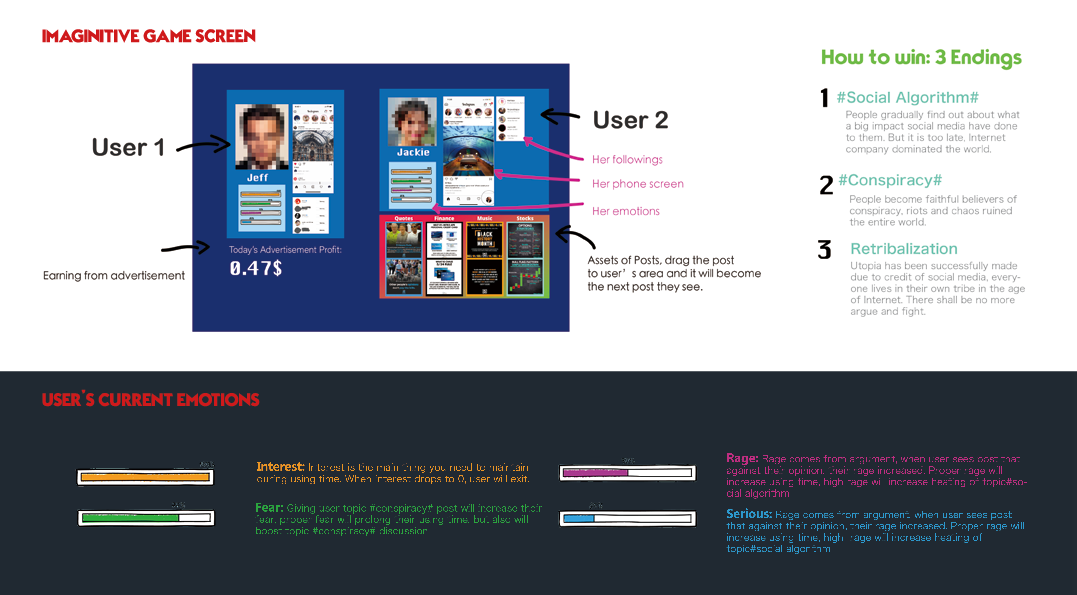 IMAGINITIVE GAME SCREEN
User 1
Jeff
Today's Advertisement Profit:
0.47$
Earning from advertisement
Jackie
Quotes
Finance
Music
Stocks
BLACK
HISTORY
MONTH
User 2
Her followings
Her phone screen
Her emotions
Assets of Posts, drag the post
to user' s area and it will become
the next post they see.
How to win: 3 Endings
1 #Social Algorithm#
People gradually find out about what
a big impact social media have done
to them. But it is too late, Internet
company dominated the world.
2 #Conspiracy#
People become faithful believers of
conspiracy, riots and chaos ruined
the entire world.
3 Retribalization
Utopia has been successfully made
due to credit of social media, every-
one lives in their own tribe in the age
of Internet. There shall be no more
argue and fight.
USER'S CURRENT EMOTIONS
Interest: Interest is the main thing you need to maintain
during using time. When interest drops to 0, user will exit.
Fear: Giving user topic #conspiracy# post will increase their
fear, proper fear will prolong their using time, but also will
boost topic #conspiracy# discussion
Rage: Rage comes from argument, when user sees post that
against their opinion, their rage increased. Proper rage will
increase using time, high rage will increase heating of topic#so-
cial algorithm
Serious: Rage comes from argument, when user sees post
that against their opinion, their rage increased. Proper rage will
increase using time, high rage will increase heating of
topic#social algorithm